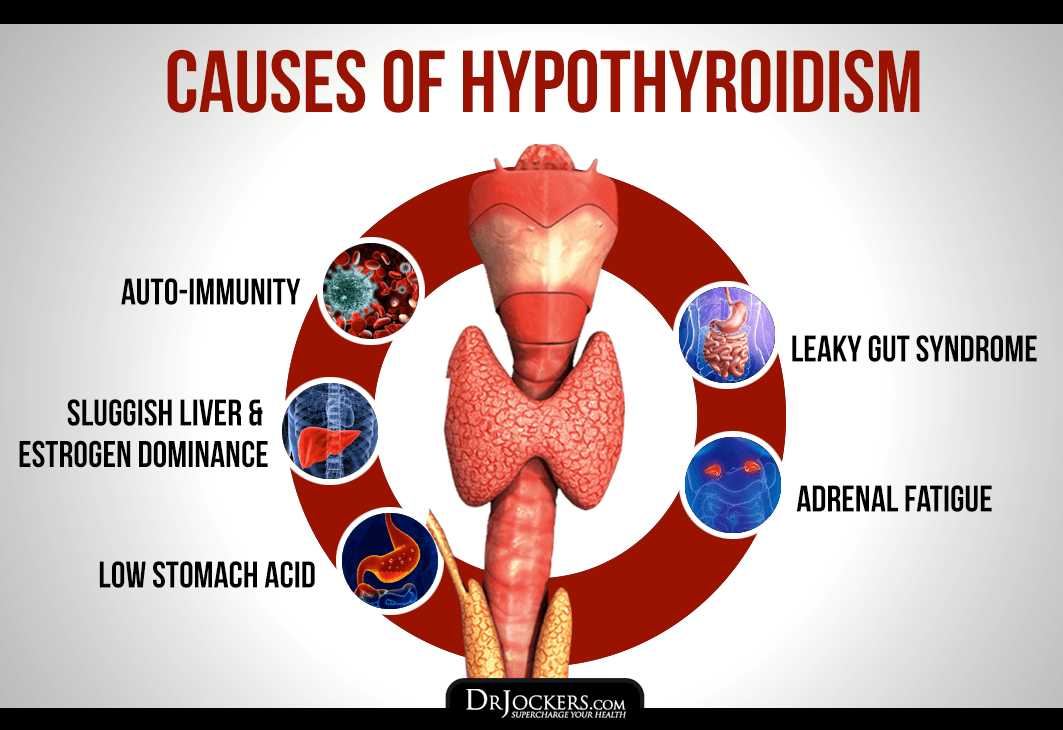 CAUSES OF HYPOTHYROIDISM
AUTO-IMMUNITY
SLUGGISH LIVER &
ESTROGEN DOMINANCE
LOW STOMACH ACID
LEAKY GUT SYNDROME
ADRENAL FATIGUE
DRJOCKERS.COM
SUPERCHARGE YOUR HEALTH